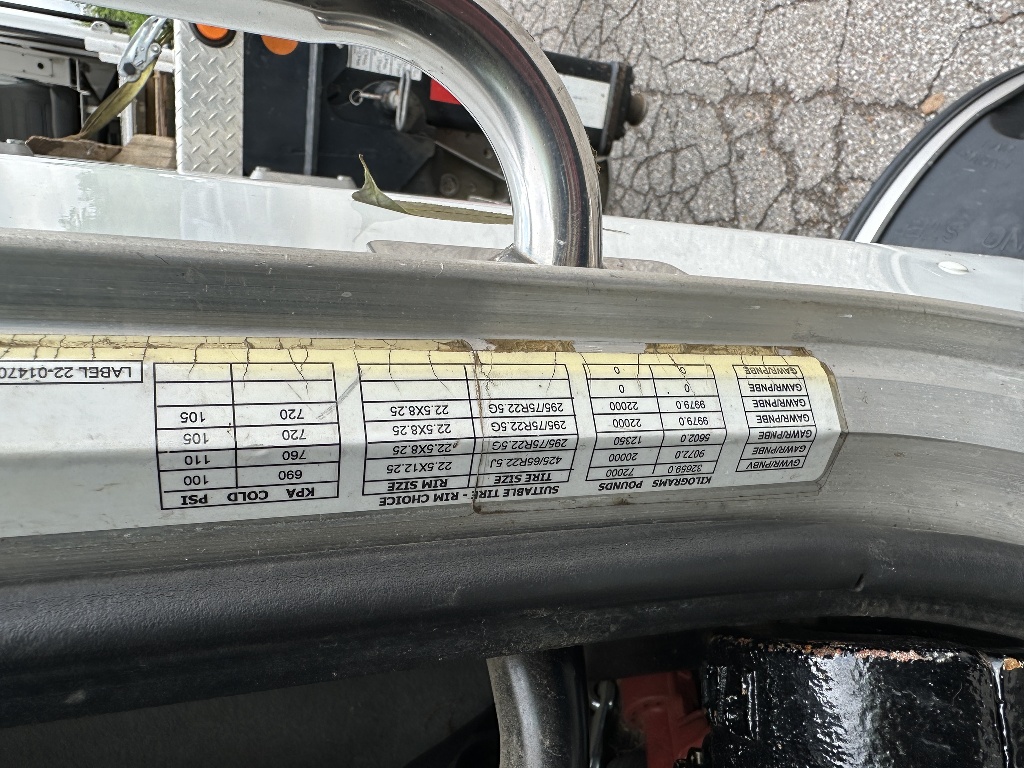 KILOGRAMS POUNDS SUITABLE TIRE - RIM CHOICE KPA COLD PSI
TIRE SIZE RIM SIZE
GVWR/PNBV 32659.0 72000
GAWR/PNBE 9072.0 20000 425/65R22.5J 22.5X12.25 690 100
GAWR/PNBE 5602.0 12350 295/75R22.5G 22.5X8.25 760 110
GAWR/PNBE 9979.0 22000 295/75R22.5G 22.5X8.25 720 105
GAWR/PNBE 9979.0 22000 295/75R22.5G 22.5X8.25 720 105
GAWR/PNBE 0 0
GAWR/PNBE 0 0
LABEL 22-01470